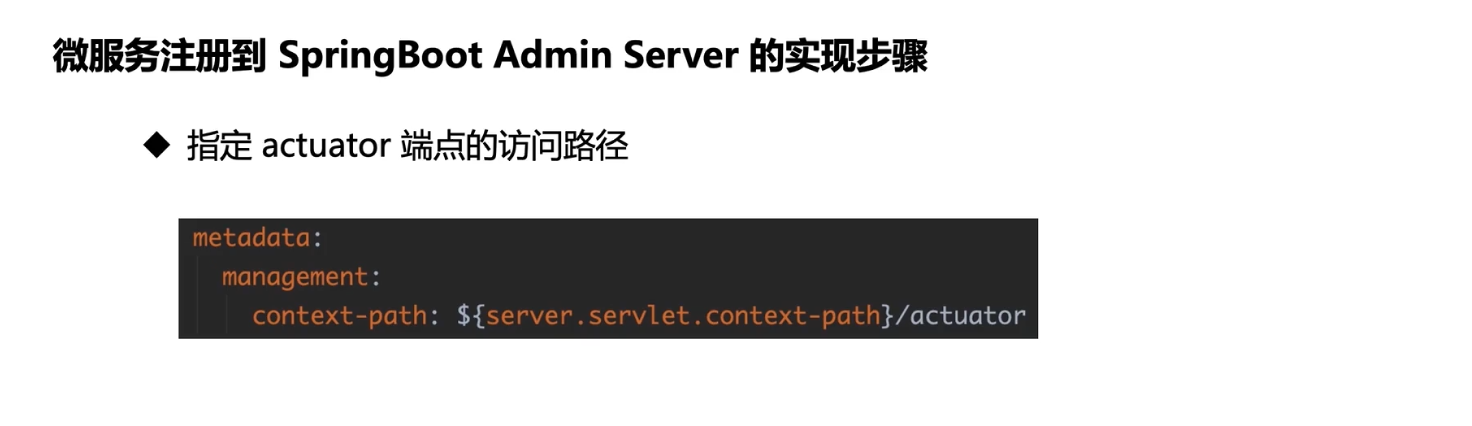 微服务注册到 SpringBoot Admin Server 的实现步骤
◆ 指定 actuator 端点的访问路径
metadata:
  management:
    context-path: ${server.servlet.context-path}/actuator